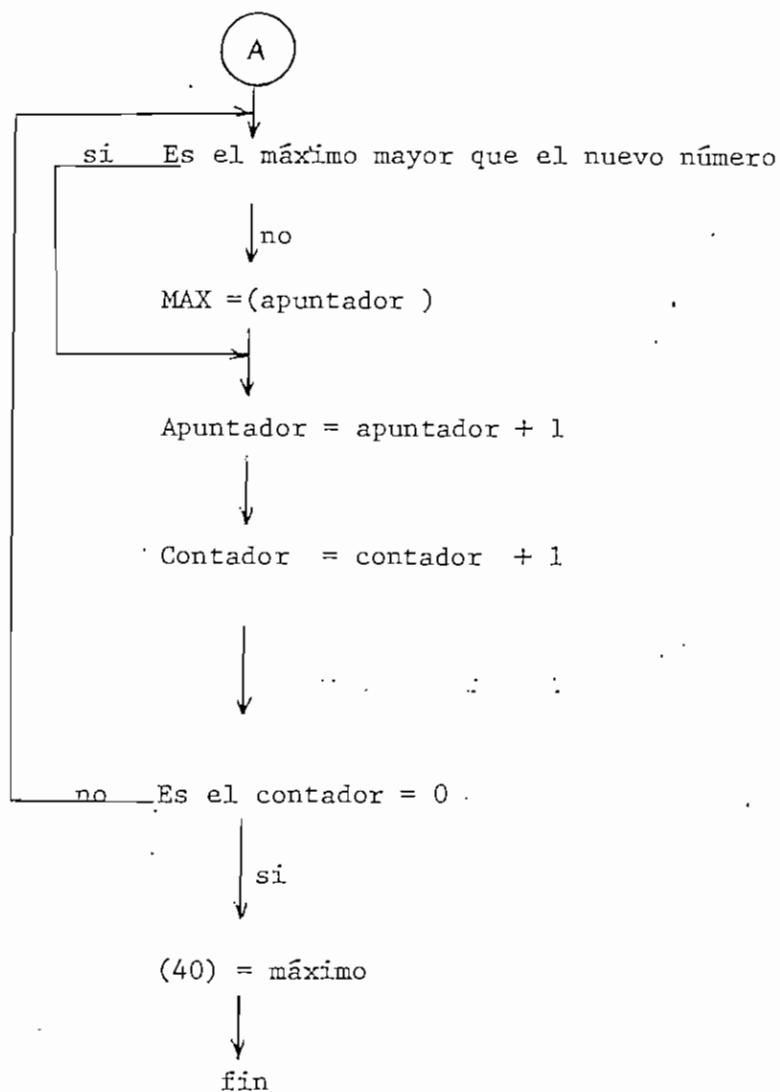 A
si Es el máximo mayor que el nuevo número
no
MAX =(apuntador )
Apuntador = apuntador + 1
Contador = contador + 1
no Es el contador = 0
si
(40) = máximo
fin